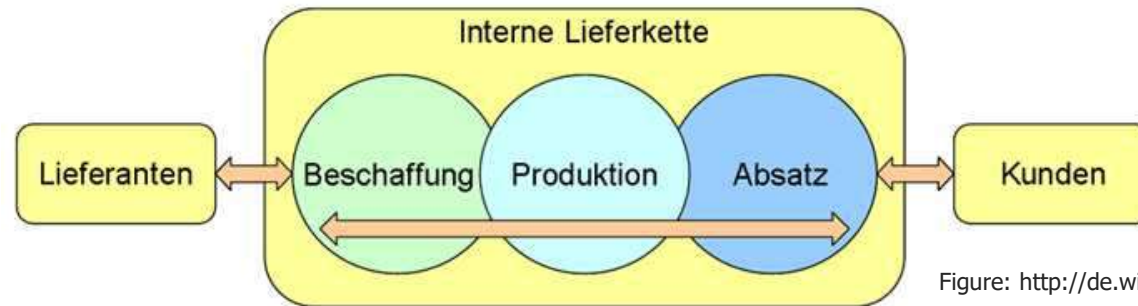 Interne Lieferkette
Lieferanten
Beschaffung
Produktion
Absatz
Kunden
Figure: http://de.wi